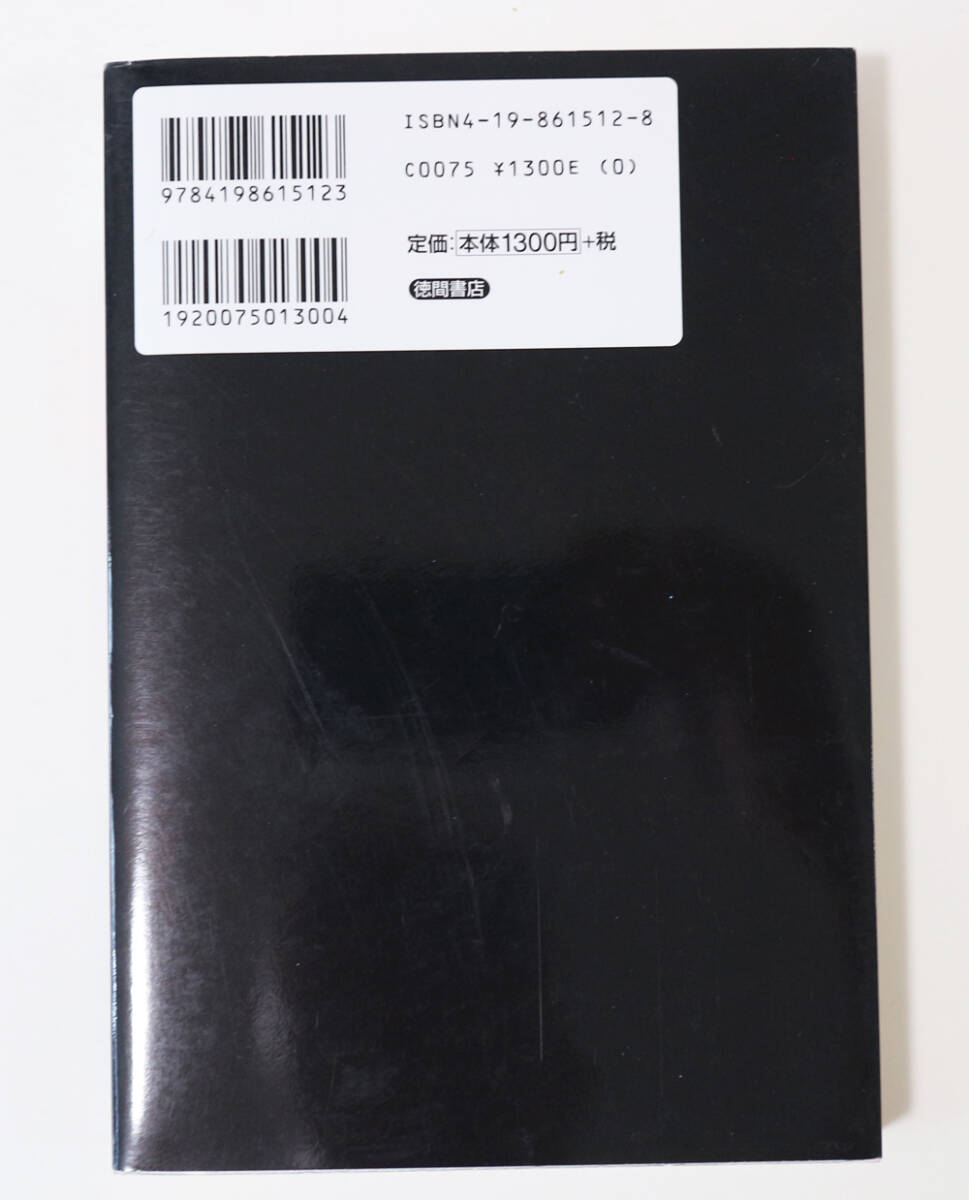 ISBN4-19-861512-8
C0075 ¥1300E (0)
9784198615123
定価:本体1300円+税
徳間書店
1920075013004